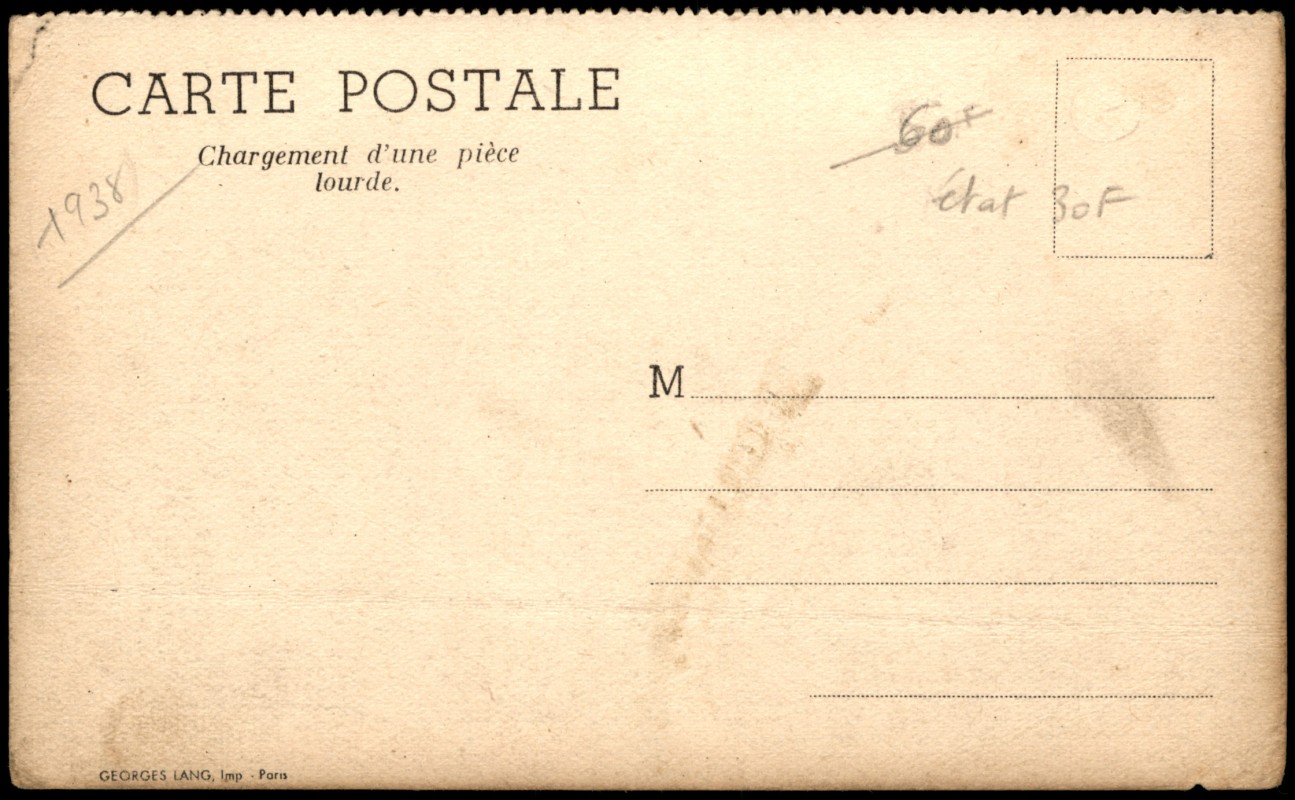 CARTE POSTALE
Chargement d'une pièce
lourde.
1938
60F
état 30F
M
GEORGES LANG, Imp - Paris